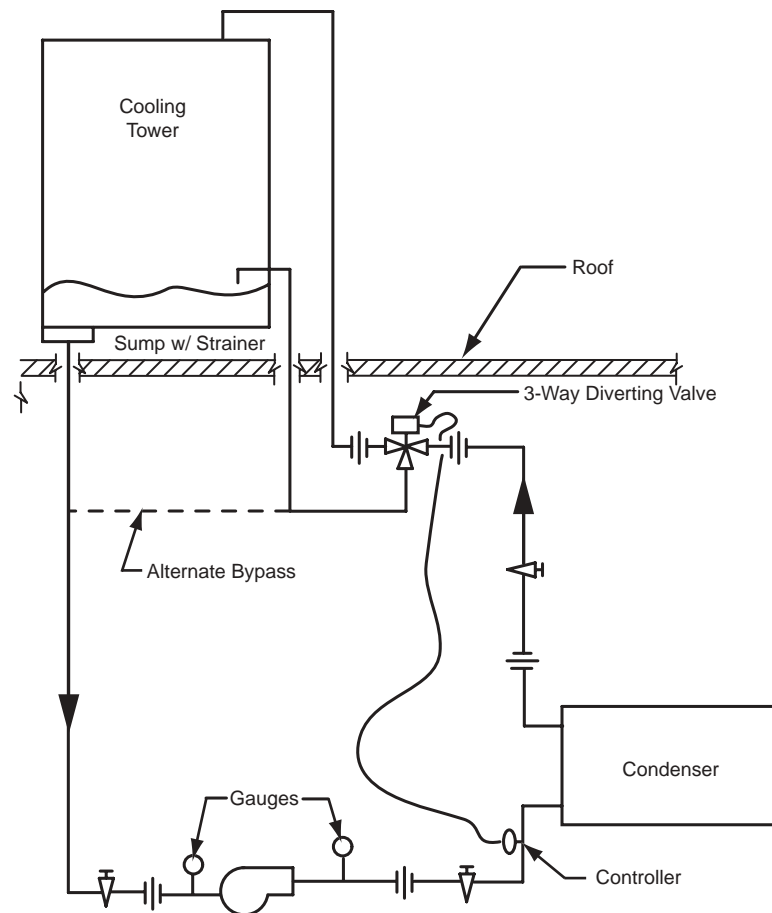 Cooling
Tower
Roof
Sump w/ Strainer
3-Way Diverting Valve
Alternate Bypass
Condenser
Gauges
Controller